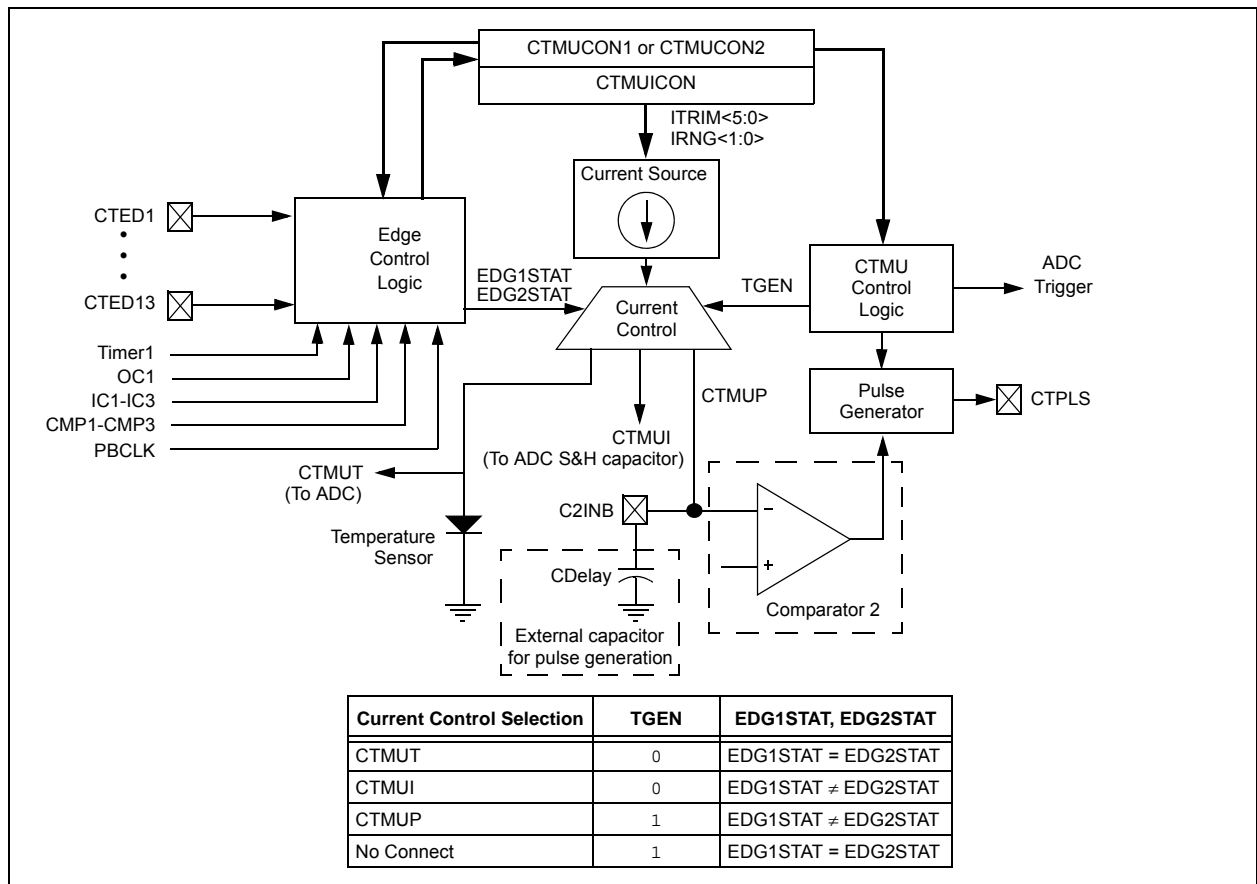 CTMUCON1 or CTMUCON2
CTMUICON
ITRIM<5:0>
IRNG<1:0>
Current Source
CTED1
CTED13
Edge
Control
Logic
EDG1STAT
EDG2STAT
Current
Control
TGEN
CTMU
Control
Logic
ADC
Trigger
Timer1
OC1
IC1-IC3
CMP1-CMP3
PBCLK
CTMUP
Pulse
Generator
CTPLS
CTMUT
(To ADC)
CTMUI
(To ADC S&H capacitor)
C2INB
Temperature
Sensor
CDelay
External capacitor
for pulse generation
−
+
Comparator 2
Current Control Selection TGEN EDG1STAT, EDG2STAT
CTMUT 0 EDG1STAT = EDG2STAT
CTMUI 0 EDG1STAT ≠ EDG2STAT
CTMUP 1 EDG1STAT ≠ EDG2STAT
No Connect 1 EDG1STAT = EDG2STAT